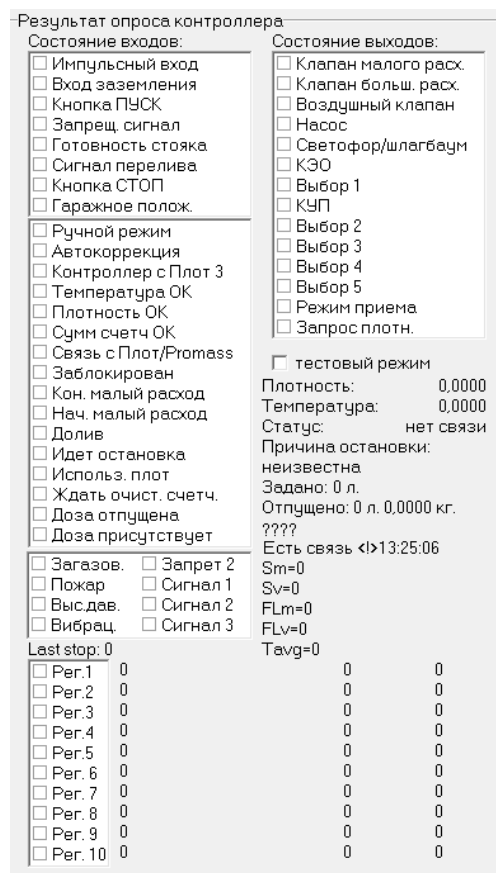 Результат опроса контроллера
Состояние входов:
Импульсный вход
Вход заземления
Кнопка ПУСК
Запрещ. сигнал
Готовность стояка
Сигнал перелива
Кнопка СТОП
Гаражное полож.
Ручной режим
Автокоррекция
Контроллер с Плот 3
Температура ОК
Плотность ОК
Сумм счетч ОК
Связь с Плот/Promass
Заблокирован
Кон. малый расход
Нач. малый расход
Долив
Идет остановка
Использ. плот
Ждать очист. счетч.
Доза отпущена
Доза присутствует
Загазов. Запрет 2
Пожар Сигнал 1
Выс.дав. Сигнал 2
Вибрац. Сигнал 3
Состояние выходов:
Клапан малого расх.
Клапан больш. расх.
Воздушный клапан
Насос
Светофор/шлагбаум
КЗО
Выбор 1
КУП
Выбор 2
Выбор 3
Выбор 4
Выбор 5
Режим приема
Запрос плотн.
тестовый режим
Плотность: 0,0000
Температура: 0,0000
Статус: нет связи
Причина остановки:
неизвестна
Задано: 0 л.
Отпущено: 0 л. 0,0000 кг.
????
Есть связь <!>13:25:06
Sm=0
Sv=0
FLm=0
FLv=0
Tavg=0
Last stop: 0
Рег.1 0 0 0
Рег.2 0 0 0
Рег.3 0 0 0
Рег.4 0 0 0
Рег.5 0 0 0
Рег. 6 0 0 0
Рег. 7 0 0 0
Рег. 8 0 0 0
Рег. 9 0 0 0
Рег. 10 0 0 0